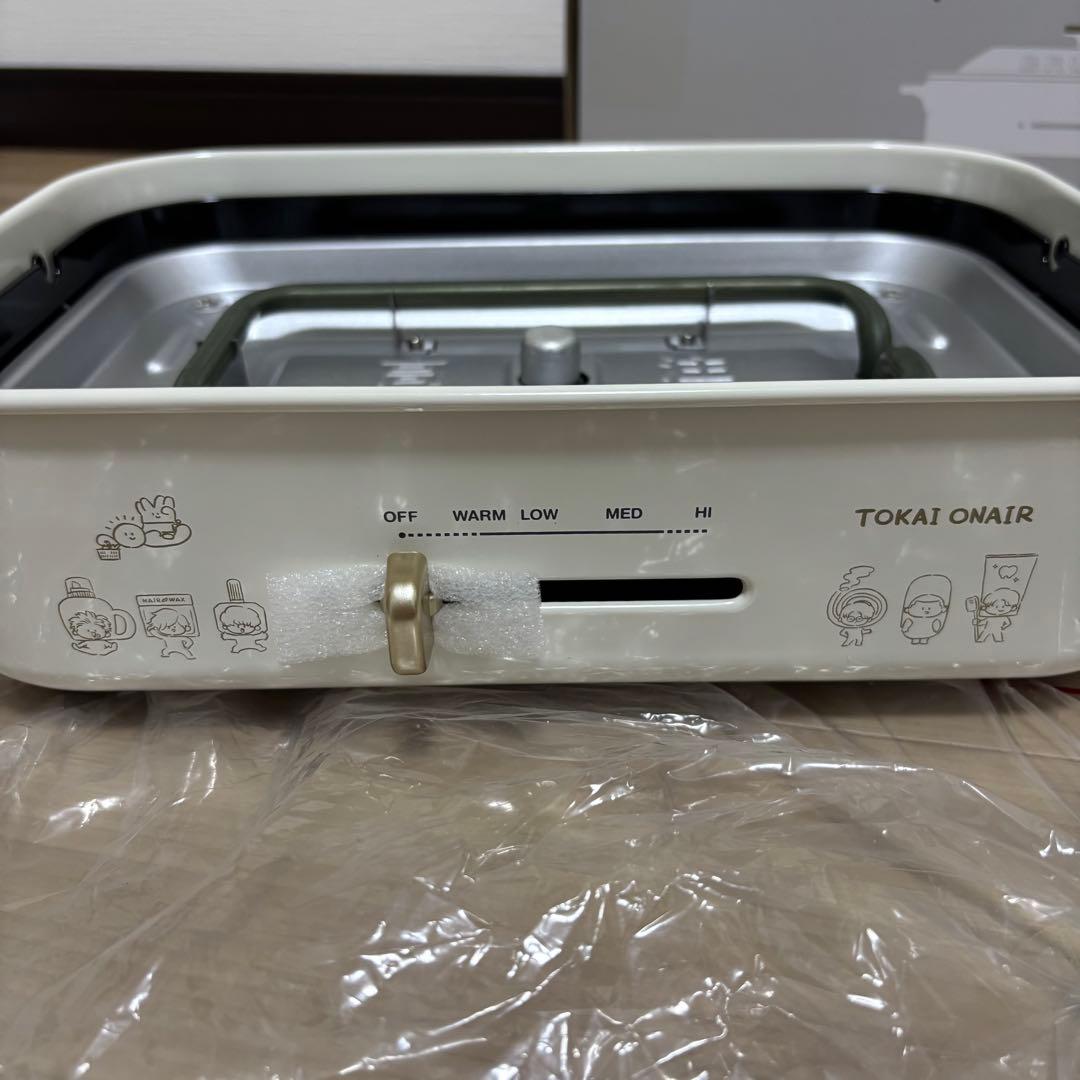 OFF WARM LOW MED HI
TOKAI ONAIR
HAIR WAX